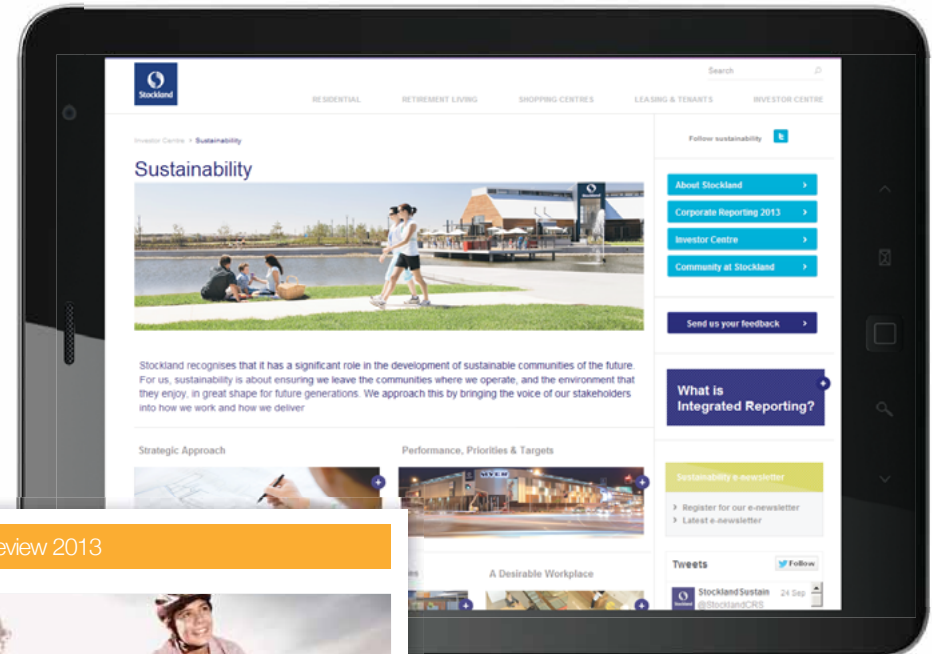 Stockland
Search
RESIDENTIAL RETIREMENT LIVING SHOPPING CENTRES LEASING & TENANTS INVESTOR CENTRE
Investor Centre > Sustainability
Follow sustainability
Sustainability
About Stockland
Corporate Reporting 2013
Investor Centre
Community at Stockland
Send us your feedback
Stockland
Stockland recognises that it has a significant role in the development of sustainable communities of the future.
For us, sustainability is about ensuring we leave the communities where we operate, and the environment that
they enjoy, in great shape for future generations. We approach this by bringing the voice of our stakeholders
into how we work and how we deliver
What is
Integrated Reporting?
Strategic Approach
Performance, Priorities & Targets
MYER
Sustainability e-newsletter
> Register for our e-newsletter
> Latest e-newsletter
Tweets Follow
Stockland Sustain 24 Sep
@StocklandCRS
A Desirable Workplace
eview 2013